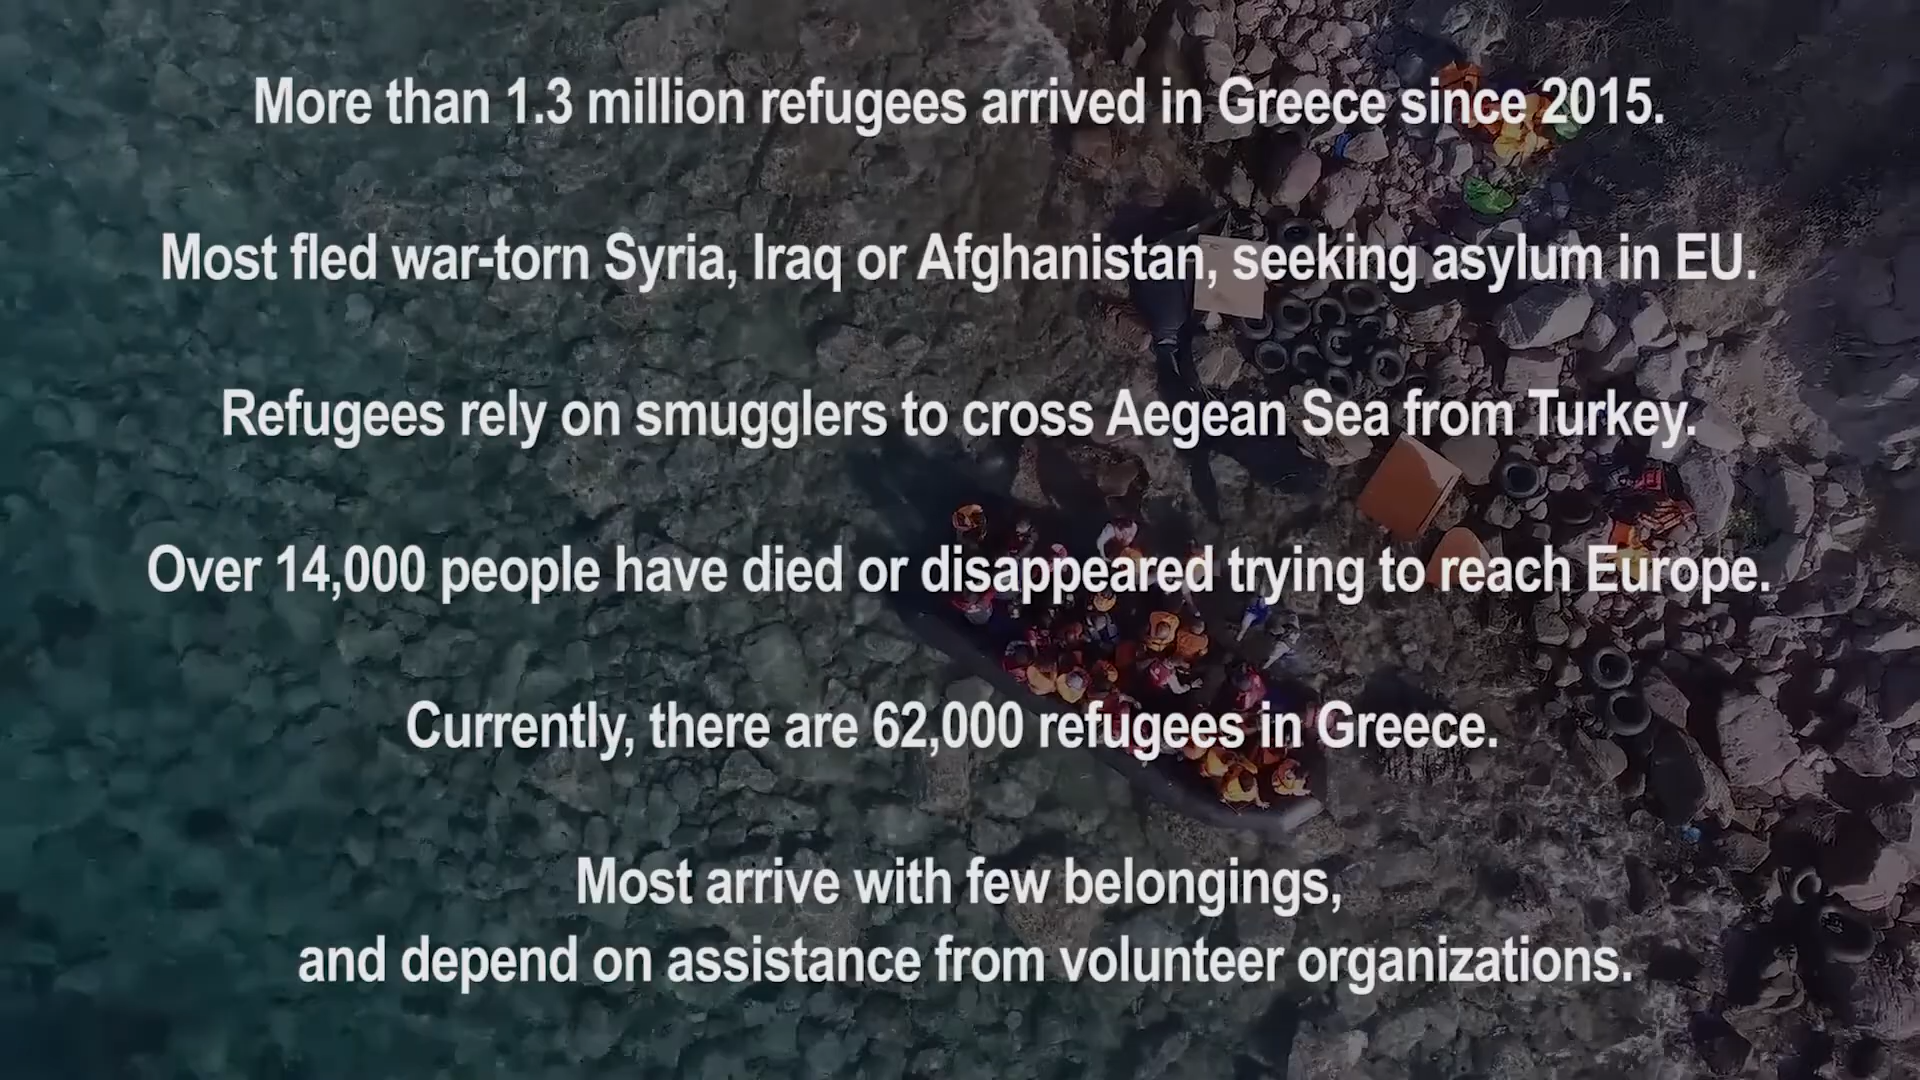 More than 1.3 million refugees arrived in Greece since 2015.
Most fled war-torn Syria, Iraq or Afghanistan, seeking asylum in EU.
Refugees rely on smugglers to cross Aegean Sea from Turkey.
Over 14,000 people have died or disappeared trying to reach Europe.
Currently, there are 62,000 refugees in Greece.
Most arrive with few belongings,
and depend on assistance from volunteer organizations.